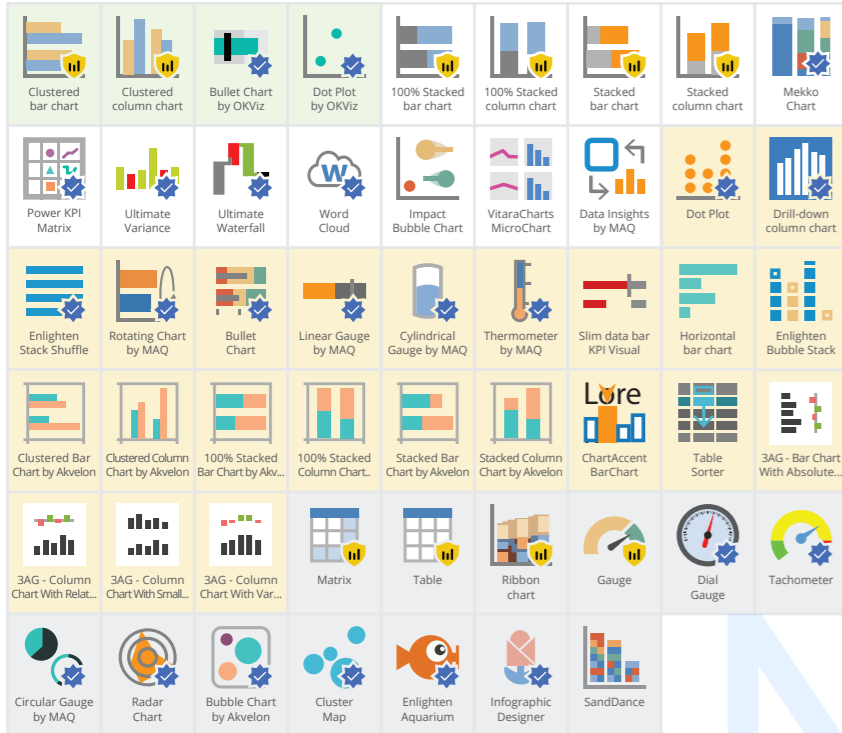 Clustered
bar chart
Clustered
column chart
Bullet Chart
by OKViz
Dot Plot
by OKViz
100% Stacked
bar chart
100% Stacked
column chart
Stacked
bar chart
Stacked
column chart
Mekko
Chart
Power KPI
Matrix
Ultimate
Variance
Ultimate
Waterfall
W
Word
Cloud
Impact
Bubble Chart
VitaraCharts
MicroChart
Data Insights
by MAQ
Dot Plot
Drill-down
column chart
Enlighten
Stack Shuffle
Rotating Chart
by MAQ
Bullet
Chart
Linear Gauge
by MAQ
Cylindrical
Gauge by MAQ
Thermometer
by MAQ
Slim data bar
KPI Visual
Horizontal
bar chart
Enlighten
Bubble Stack
Clustered Bar
Chart by Akvelon
Clustered Column
Chart by Akvelon
100% Stacked
Bar Chart by Akv...
100% Stacked
Column Chart..
Stacked Bar
Chart by Akvelon
Stacked Column
Chart by Akvelon
Lore
ChartAccent
BarChart
Table
Sorter
3AG - Bar Chart
With Absolute...
3AG - Column
Chart With Relat...
3AG - Column
Chart With Small...
3AG - Column
Chart With Var...
Matrix
Table
Ribbon
chart
Gauge
Dial
Gauge
Tachometer
Circular Gauge
by MAQ
Radar
Chart
Bubble Chart
by Akvelon
Cluster
Map
Enlighten
Aquarium
Infographic
Designer
SandDance